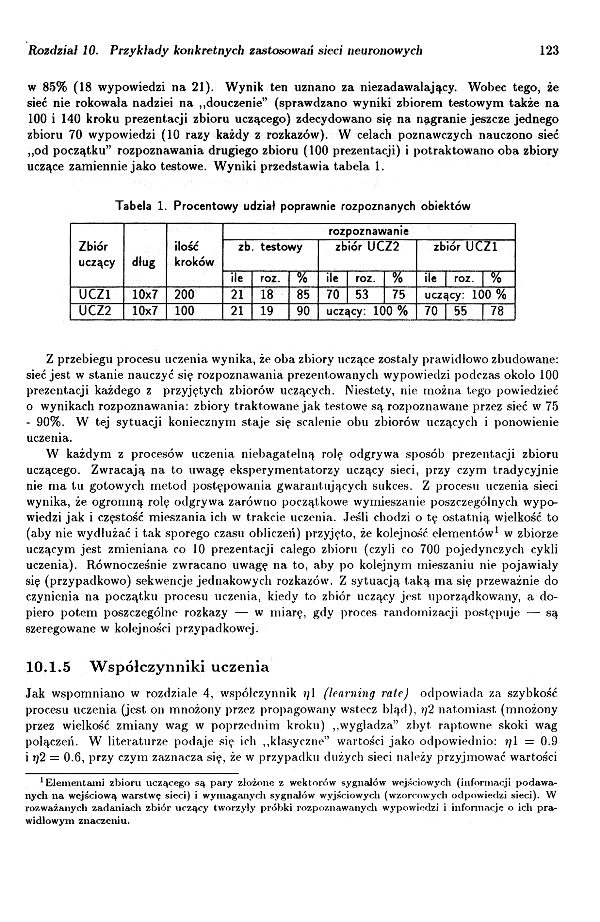 Rozdział 10. Przykłady konkretnych zastosowań sieci neuronowych 123
w 85% (18 wypowiedzi na 21). Wynik ten uznano za niezadawalający. Wobec tego, że
sieć nie rokowała nadziei na „douczenie” (sprawdzano wyniki zbiorem testowym także na
100 i 140 kroku prezentacji zbioru uczącego) zdecydowano się na nągranie jeszcze jednego
zbioru 70 wypowiedzi (10 razy każdy z rozkazów). W celach poznawczych nauczono sieć
„od początku” rozpoznawania drugiego zbioru (100 prezentacji) i potraktowano oba zbiory
uczące zamiennie jako testowe. Wyniki przedstawia tabela 1.
Tabela 1. Procentowy udział poprawnie rozpoznanych obiektów
rozpoznawanie
Zbiór ilość zb. testowy zbiór UCZ2 zbiór UCZ1
uczący dług kroków
ile roz. % ile roz. % ile roz. %
UCZ1 10x7 200 21 18 85 70 53 75 uczący: 100 %
UCZ2 10x7 100 21 19 90 uczący: 100 % 70 55 78
Z przebiegu procesu uczenia wynika, że oba zbiory uczące zostały prawidłowo zbudowane:
sieć jest w stanie nauczyć się rozpoznawania prezentowanych wypowiedzi podczas około 100
prezentacji każdego z przyjętych zbiorów uczących. Niestety, nie można tego powiedzieć
o wynikach rozpoznawania: zbiory traktowane jak testowe są rozpoznawane przez sieć w 75
- 90%. W tej sytuacji koniecznym staje się scalenie obu zbiorów uczących i ponowienie
uczenia.
W każdym z procesów uczenia niebagatelną rolę odgrywa sposób prezentacji zbioru
uczącego. Zwracają na to uwagę eksperymentatorzy uczący sieci, przy czym tradycyjnie
nie ma tu gotowych metod postępowania gwarantujących sukces. Z procesu uczenia sieci
wynika, że ogromną rolę odgrywa zarówno początkowe wymieszanie poszczególnych wypo-
wiedzi jak i częstość mieszania ich w trakcie uczenia. Jeśli chodzi o tę ostatnią wielkość to
(aby nie wydłużać i tak sporego czasu obliczeń) przyjęto, że kolejność elementów¹ w zbiorze
uczącym jest zmieniana co 10 prezentacji całego zbioru (czyli co 700 pojedynczych cykli
uczenia). Równocześnie zwracano uwagę na to, aby po kolejnym mieszaniu nie pojawiały
się (przypadkowo) sekwencje jednakowych rozkazów. Z sytuacją taką ma się przeważnie do
czynienia na początku procesu uczenia, kiedy to zbiór uczący jest uporządkowany, a do-
piero potem poszczególne rozkazy — w miarę, gdy proces randomizacji postępuje — są
szeregowane w kolejności przypadkowej.
10.1.5 Współczynniki uczenia
Jak wspomniano w rozdziale 4, współczynnik η1 (learning rate) odpowiada za szybkość
procesu uczenia (jest on mnożony przez propagowany wstecz błąd), η2 natomiast (mnożony
przez wielkość zmiany wag w poprzednim kroku) „wygładza” zbyt raptowne skoki wag
połączeń. W literaturze podaje się ich „klasyczne” wartości jako odpowiednio: η1 = 0.9
i η2 = 0.6, przy czym zaznacza się, że w przypadku dużych sieci należy przyjmować wartości
¹Elementami zbioru uczącego są pary złożone z wektorów sygnałów wejściowych (informacji podawa-
nych na wejściową warstwę sieci) i wymaganych sygnałów wyjściowych (wzorcowych odpowiedzi sieci). W
rozważanych zadaniach zbiór uczący tworzyły próbki rozpoznawanych wypowiedzi i informacje o ich pra-
widłowym znaczeniu.